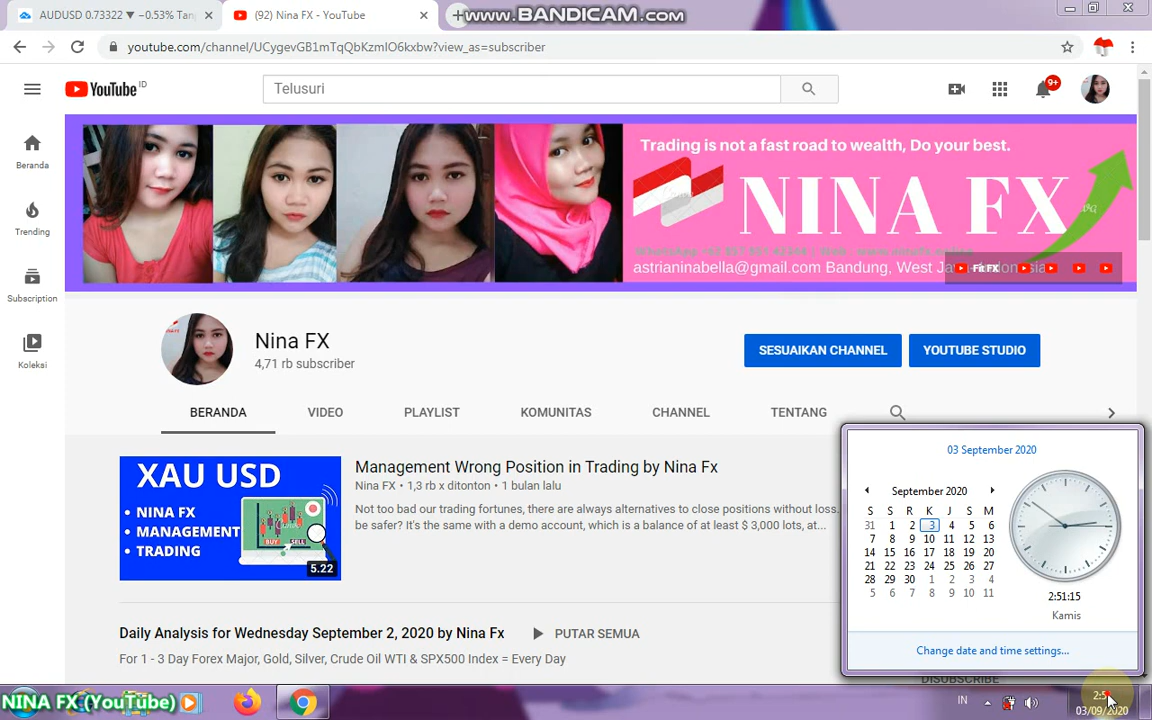 AUDUSD 0.73322 ▼ −0.53% Tan
(92) Nina FX - YouTube
www.BANDICAM.com
youtube.com/channel/UCygevGB1mTqQbKzmIO6kxbw?view_as=subscriber
YouTube ID
Telusuri
9+
Beranda
Trending
Subscription
Koleksi
Trading is not a fast road to wealth, Do your best.
NINA FX
astrianinabella@gmail.com Bandung, West Ja
Fit FX
Nina FX
4,71 rb subscriber
SESUAIKAN CHANNEL
YOUTUBE STUDIO
BERANDA VIDEO PLAYLIST KOMUNITAS CHANNEL TENTANG
XAU USD
• NINA FX
• MANAGEMENT
• TRADING
BUY SELL
5.22
Management Wrong Position in Trading by Nina Fx
Nina FX • 1,3 rb x ditonton • 1 bulan lalu
Not too bad our trading fortunes, there are always alternatives to close positions without loss.
be safer? It's the same with a demo account, which is a balance of at least $ 3,000 lots, at...
Daily Analysis for Wednesday September 2, 2020 by Nina Fx
PUTAR SEMUA
For 1 - 3 Day Forex Major, Gold, Silver, Crude Oil WTI & SPX500 Index = Every Day
03 September 2020
September 2020
S S R K J S M
31 1 2 3 4 5 6
7 8 9 10 11 12 13
14 15 16 17 18 19 20
21 22 23 24 25 26 27
28 29 30 1 2 3 4
5 6 7 8 9 10 11
2:51:15
Kamis
Change date and time settings...
NINA FX (YouTube)
IN
2:5
03/09/2020